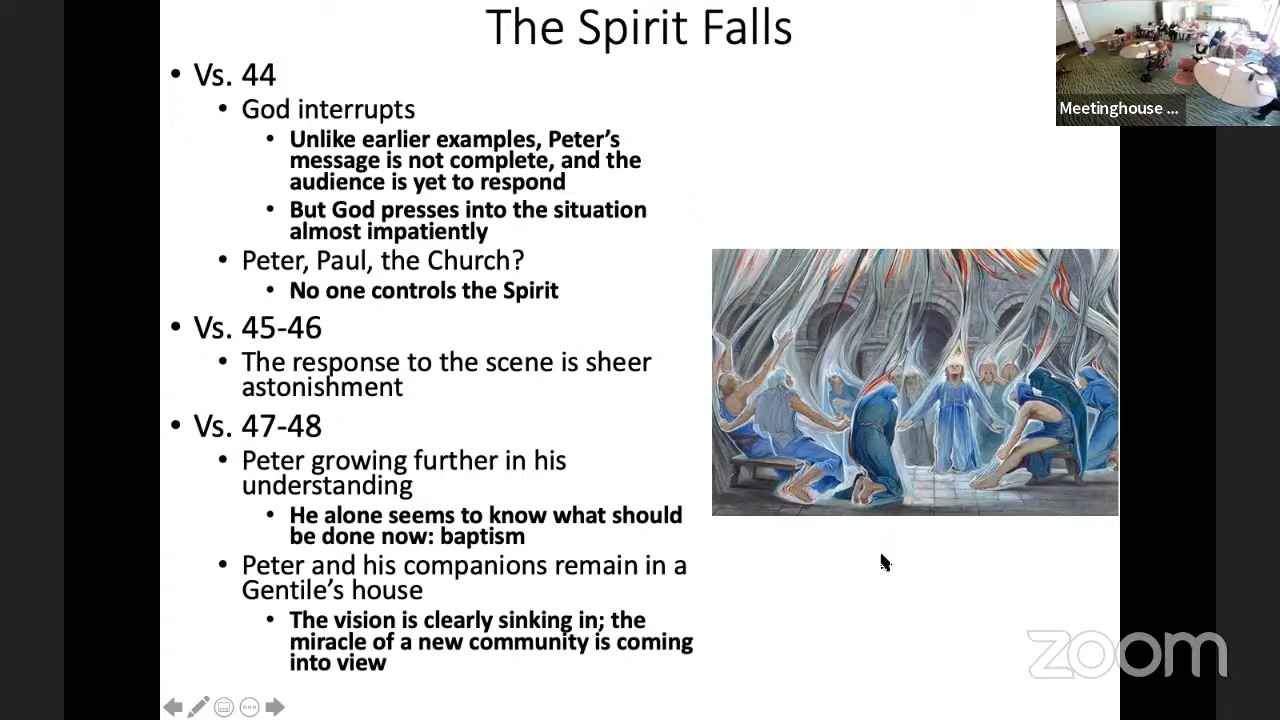 The Spirit Falls
• Vs. 44
• God interrupts
• Unlike earlier examples, Peter’s
message is not complete, and the
audience is yet to respond
• But God presses into the situation
almost impatiently
• Peter, Paul, the Church?
• No one controls the Spirit
• Vs. 45-46
• The response to the scene is sheer
astonishment
• Vs. 47-48
• Peter growing further in his
understanding
• He alone seems to know what should
be done now: baptism
• Peter and his companions remain in a
Gentile’s house
• The vision is clearly sinking in; the
miracle of a new community is coming
into view
Meetinghouse ...
zoom